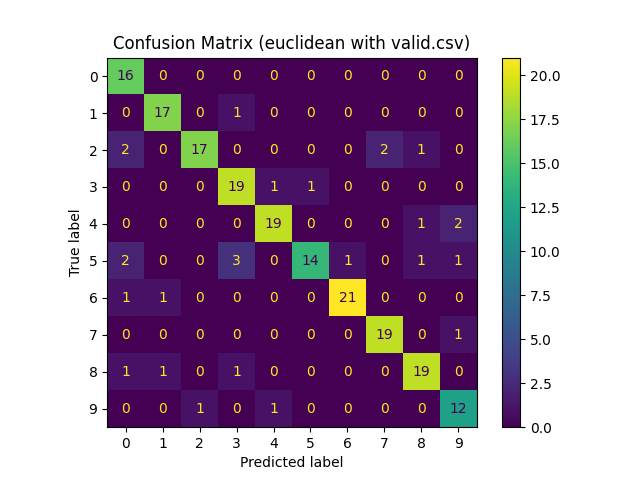 Confusion Matrix (euclidean with valid.csv)
0 16 0 0 0 0 0 0 0 0 0
1 0 17 0 1 0 0 0 0 0 0
2 2 0 17 0 0 0 0 2 1 0
3 0 0 0 19 1 1 0 0 0 0
4 0 0 0 0 19 0 0 0 1 2
5 2 0 0 3 0 14 1 0 1 1
6 1 1 0 0 0 0 21 0 0 0
7 0 0 0 0 0 0 0 19 0 1
8 1 1 0 1 0 0 0 0 19 0
9 0 0 1 0 1 0 0 0 0 12
0 1 2 3 4 5 6 7 8 9
True label
Predicted label
20.0
17.5
15.0
12.5
10.0
7.5
5.0
2.5
0.0